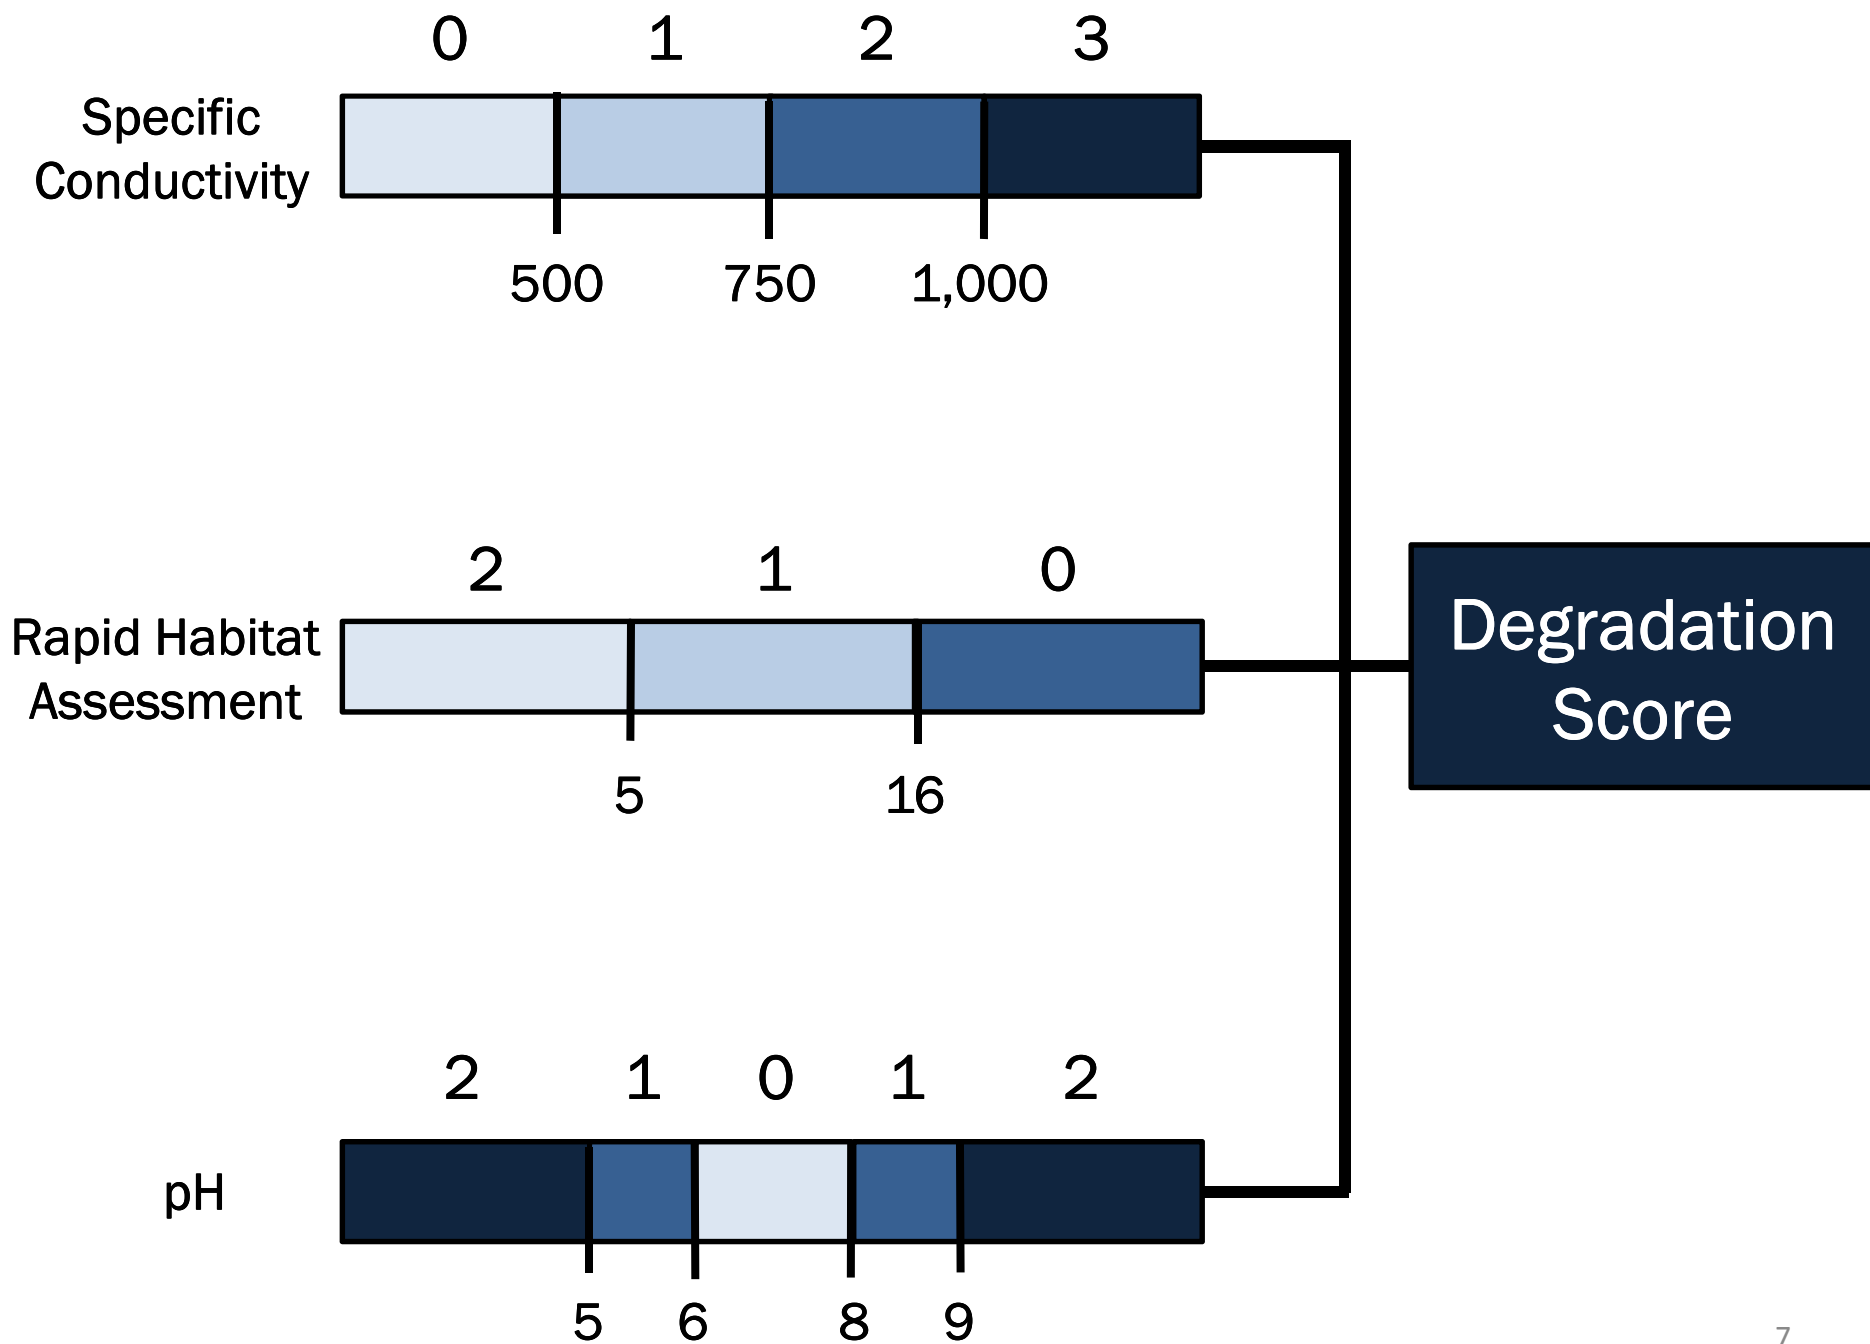 0 1 2 3
Specific
Conductivity
500 750 1,000
2 1 0
Rapid Habitat
Assessment
5 16
Degradation
Score
2 1 0 1 2
pH
5 6 8 9
7